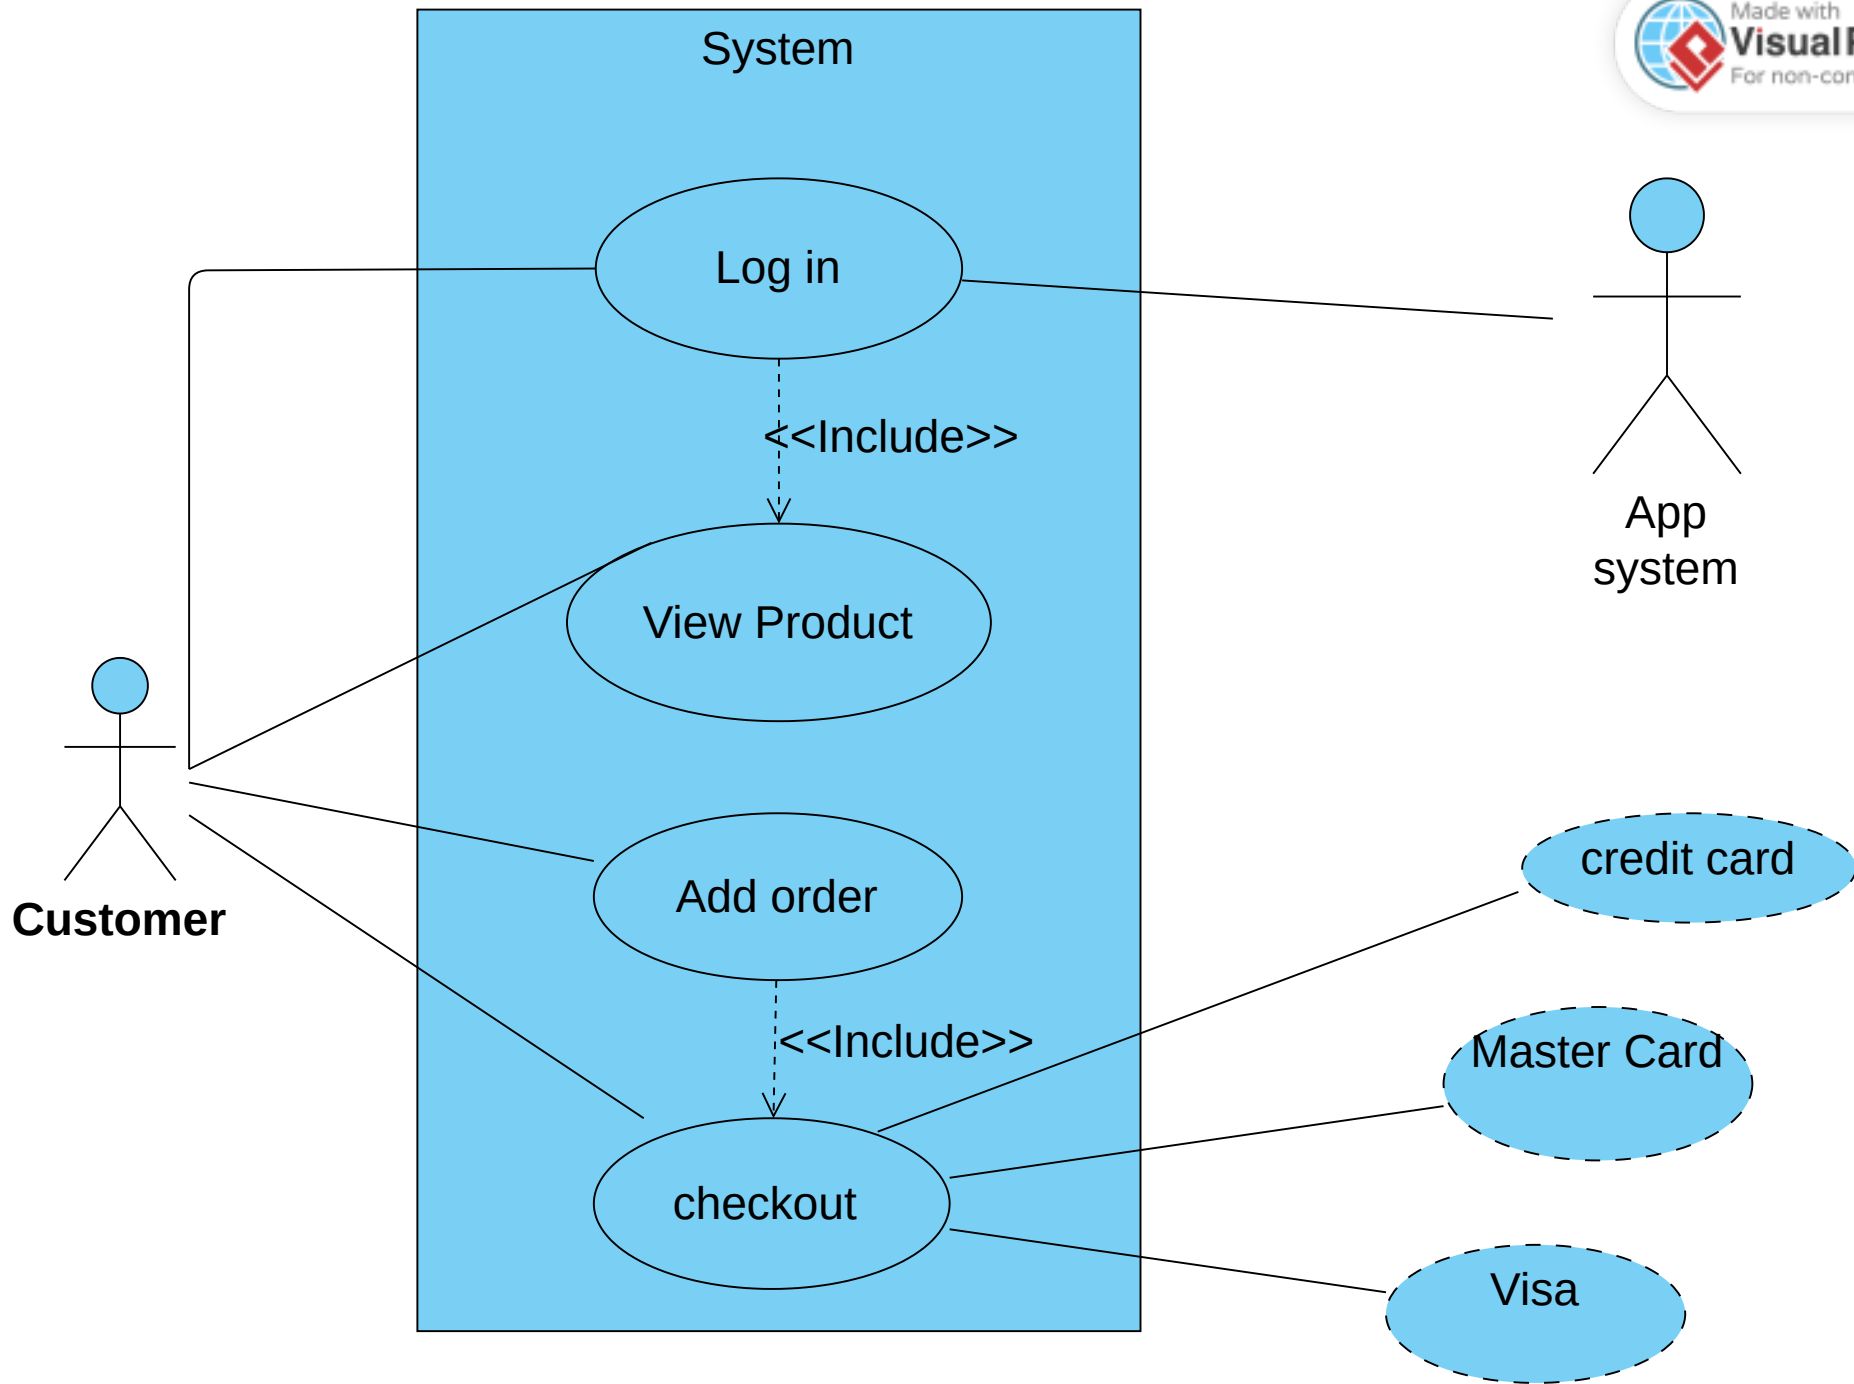 System
Made with
Visual
For
Log in
<<Include>>
App
system
View Product
Customer
credit card
Add order
<<Include>>
Master Card
checkout
Visa